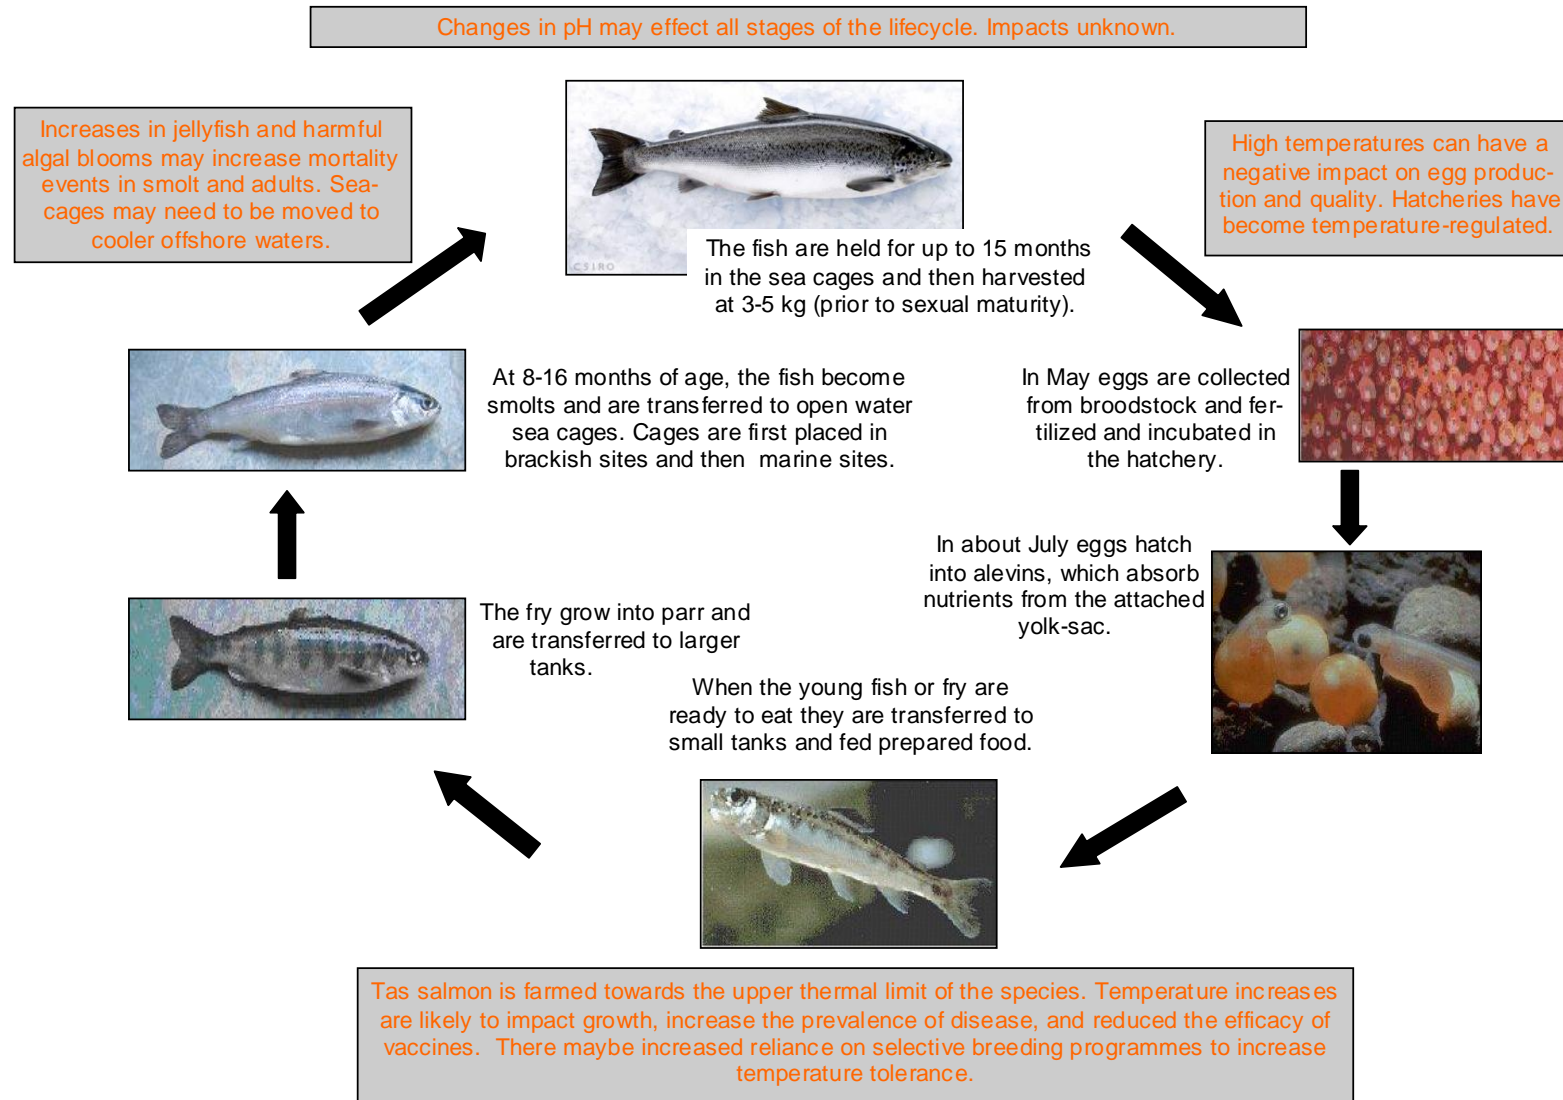 Changes in pH may effect all stages of the lifecycle. Impacts unknown.
Increases in jellyfish and harmful
algal blooms may increase mortality
events in smolt and adults. Sea-
cages may need to be moved to
cooler offshore waters.
High temperatures can have a
negative impact on egg produc-
tion and quality. Hatcheries have
become temperature-regulated.
CSIRO
The fish are held for up to 15 months
in the sea cages and then harvested
at 3-5 kg (prior to sexual maturity).
At 8-16 months of age, the fish become
smolts and are transferred to open water
sea cages. Cages are first placed in
brackish sites and then marine sites.
In May eggs are collected
from broodstock and fer-
tilized and incubated in
the hatchery.
In about July eggs hatch
into alevins, which absorb
nutrients from the attached
yolk-sac.
The fry grow into parr and
are transferred to larger
tanks.
When the young fish or fry are
ready to eat they are transferred to
small tanks and fed prepared food.
Tas salmon is farmed towards the upper thermal limit of the species. Temperature increases
are likely to impact growth, increase the prevalence of disease, and reduced the efficacy of
vaccines. There maybe increased reliance on selective breeding programmes to increase
temperature tolerance.